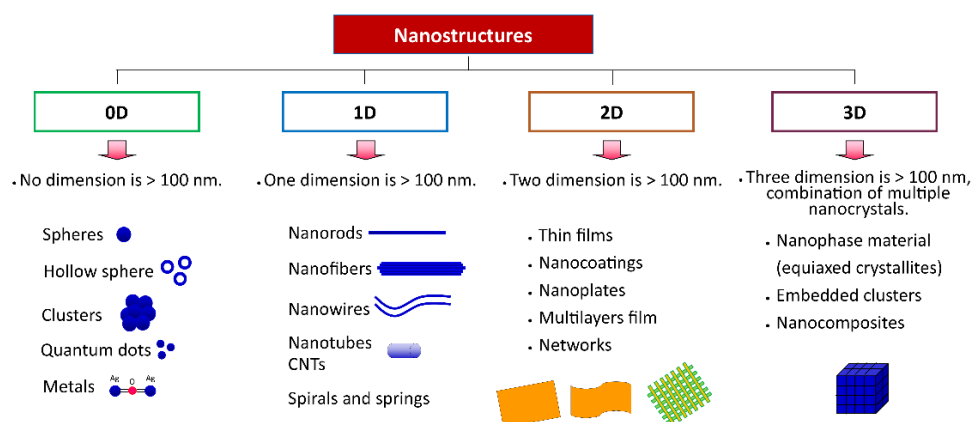 Nanostructures
0D
1D
2D
3D
. No dimension is > 100 nm.
. One dimension is > 100 nm.
. Two dimension is > 100 nm.
. Three dimension is > 100 nm,
combination of multiple
nanocrystals.
Spheres
Hollow sphere
Clusters
Quantum dots
Metals
Ag O Ag
Nanorods
Nanofibers
Nanowires
Nanotubes
CNTs
Spirals and springs
• Thin films
• Nanocoatings
• Nanoplates
• Multilayers film
• Networks
• Nanophase material
(equiaxed crystallites)
• Embedded clusters
• Nanocomposites